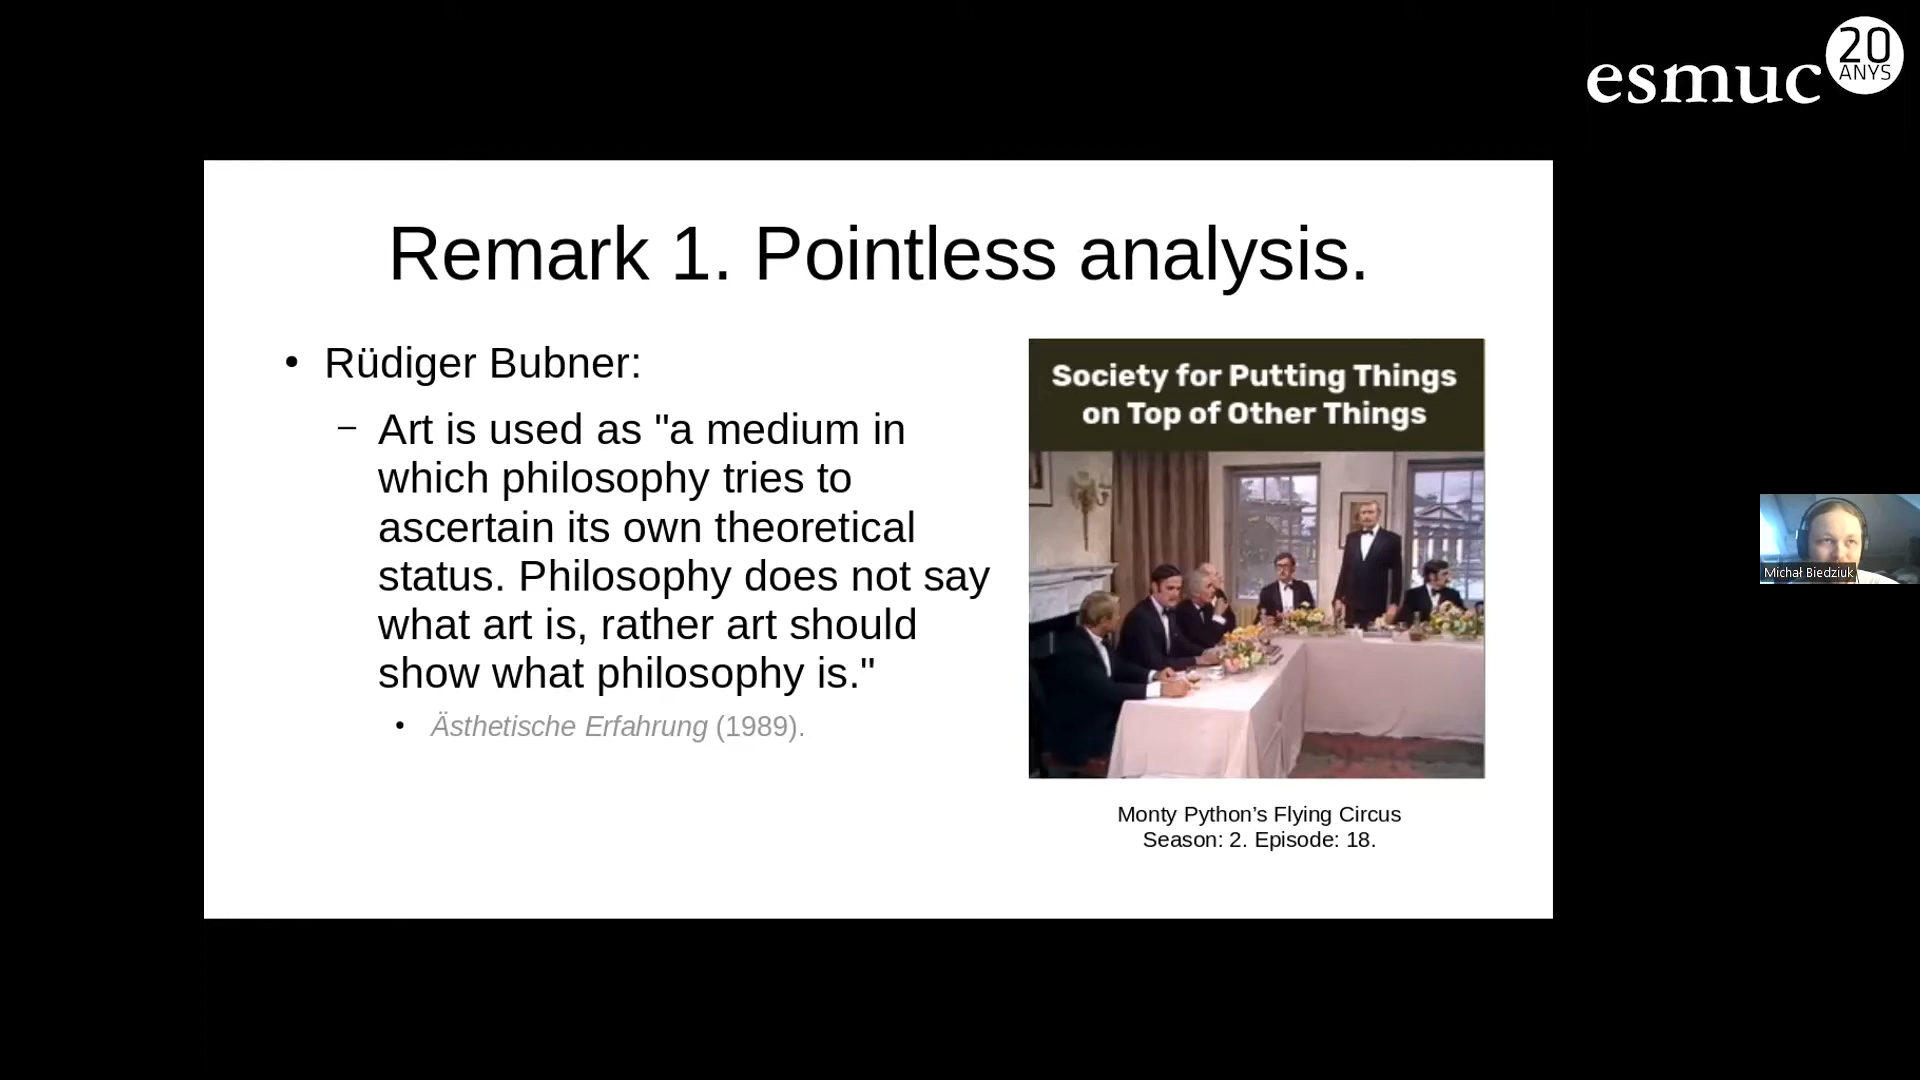 esmuc
20
ANYS
Remark 1. Pointless analysis.
• Rüdiger Bubner:
– Art is used as "a medium in
which philosophy tries to
ascertain its own theoretical
status. Philosophy does not say
what art is, rather art should
show what philosophy is."
• Ästhetische Erfahrung (1989).
Society for Putting Things
on Top of Other Things
Monty Python’s Flying Circus
Season: 2. Episode: 18.
Michał Biedziuk